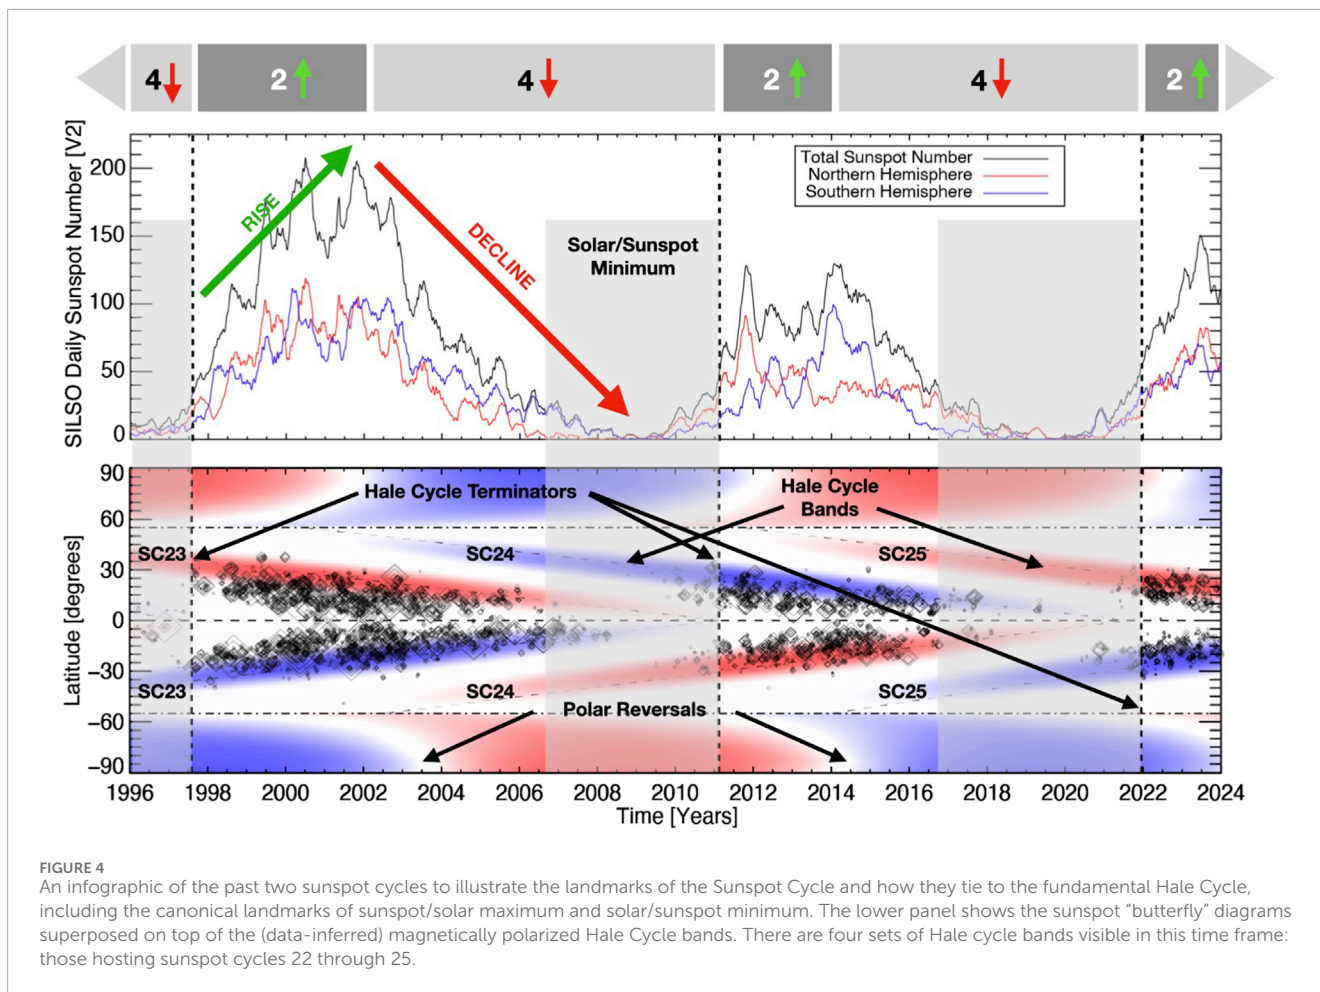 4
2
4
2
4
2
SILSO Daily Sunspot Number [V2]
200
150
100
50
0
RISE
DECLINE
Solar/Sunspot
Minimum
Total Sunspot Number
Northern Hemisphere
Southern Hemisphere
Latitude [degrees]
90
60
30
0
−30
−60
−90
Hale Cycle Terminators
Hale Cycle
Bands
SC23
SC24
SC25
SC23
SC24
SC25
Polar Reversals
1996 1998 2000 2002 2004 2006 2008 2010 2012 2014 2016 2018 2020 2022 2024
Time [Years]
FIGURE 4
An infographic of the past two sunspot cycles to illustrate the landmarks of the Sunspot Cycle and how they tie to the fundamental Hale Cycle,
including the canonical landmarks of sunspot/solar maximum and solar/sunspot minimum. The lower panel shows the sunspot “butterfly” diagrams
superposed on top of the (data-inferred) magnetically polarized Hale Cycle bands. There are four sets of Hale cycle bands visible in this time frame:
those hosting sunspot cycles 22 through 25.